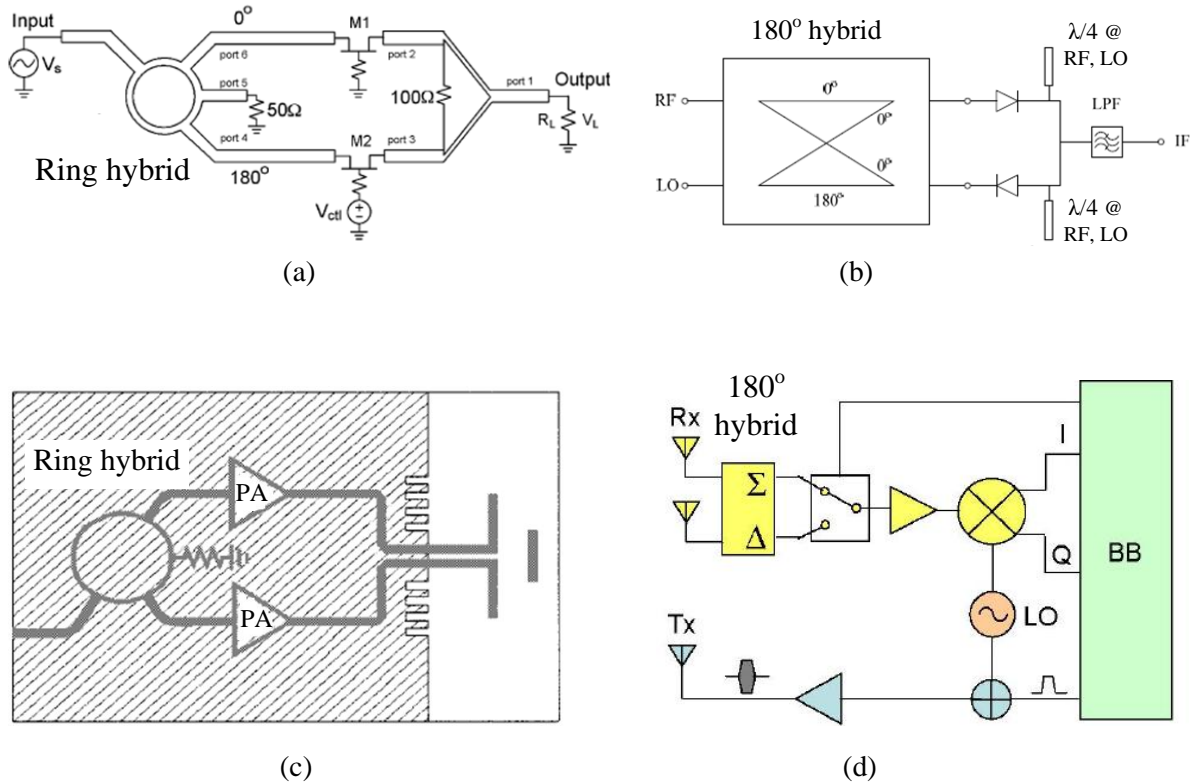 Input
0°
M1
port 6
port 2
V_s
port 5
50Ω
100Ω
port 1
Output
R_L
V_L
port 4
M2
port 3
Ring hybrid
180°
V_ctl
(a)
180° hybrid
λ/4 @
RF, LO
RF
0°
0°
LPF
IF
0°
LO
180°
λ/4 @
RF, LO
(b)
Ring hybrid
PA
PA
(c)
180°
hybrid
Rx
Σ
Δ
I
Q
BB
LO
Tx
(d)